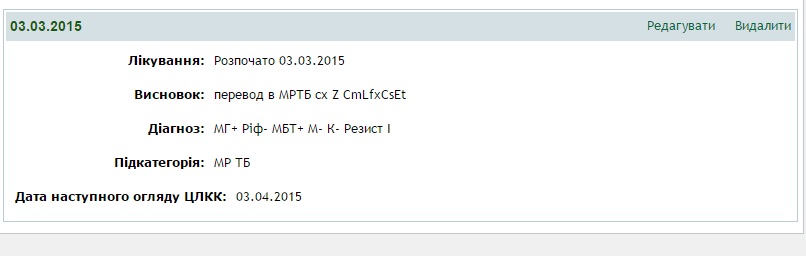 03.03.2015 Редагувати Видалити
Лікування: Розпочато 03.03.2015
Висновок: перевод в МРТБ сх Z CmLfxCsEt
Діагноз: МГ+ Ріф- МБТ+ М- К- Резист I
Підкатегорія: МР ТБ
Дата наступного огляду ЦЛКК: 03.04.2015